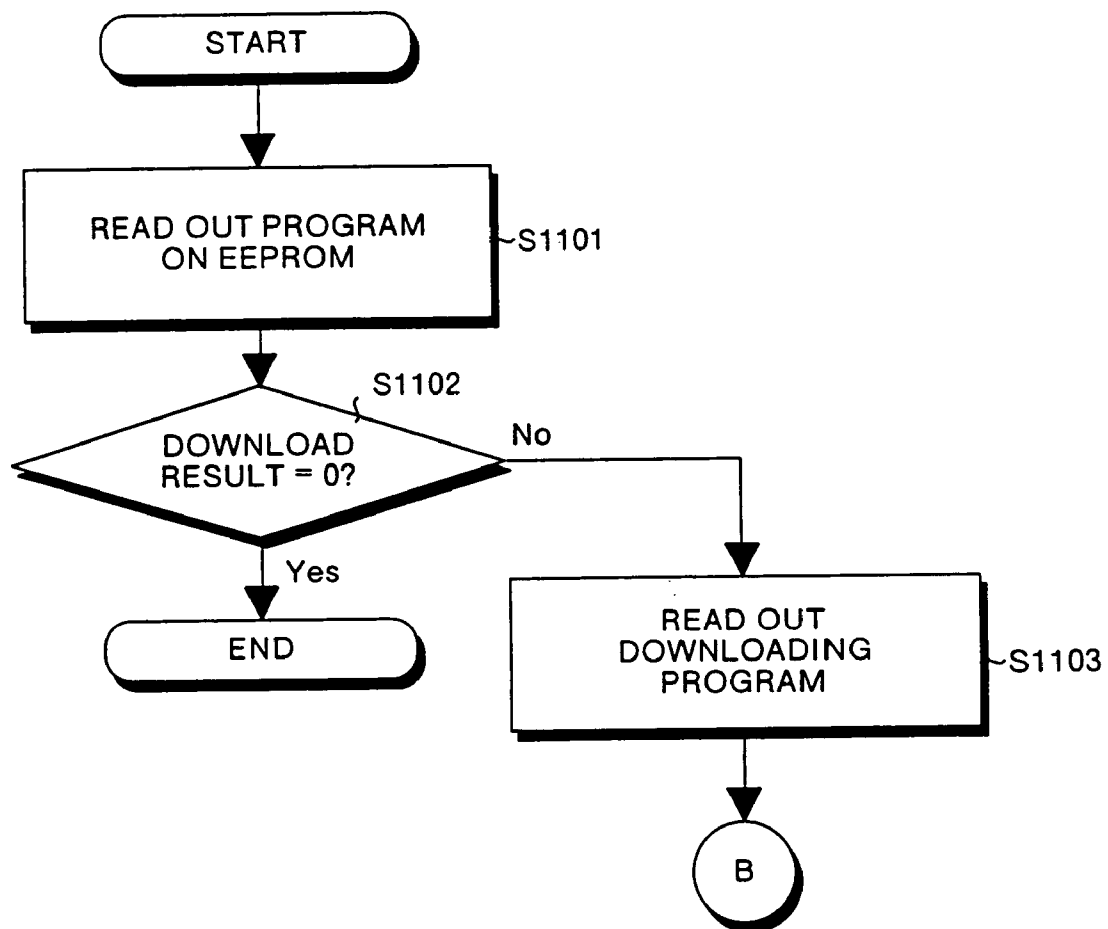 START
READ OUT PROGRAM
ON EEPROM
S1101
S1102
DOWNLOAD
RESULT = 0?
No
Yes
END
READ OUT
DOWNLOADING
PROGRAM
S1103
B